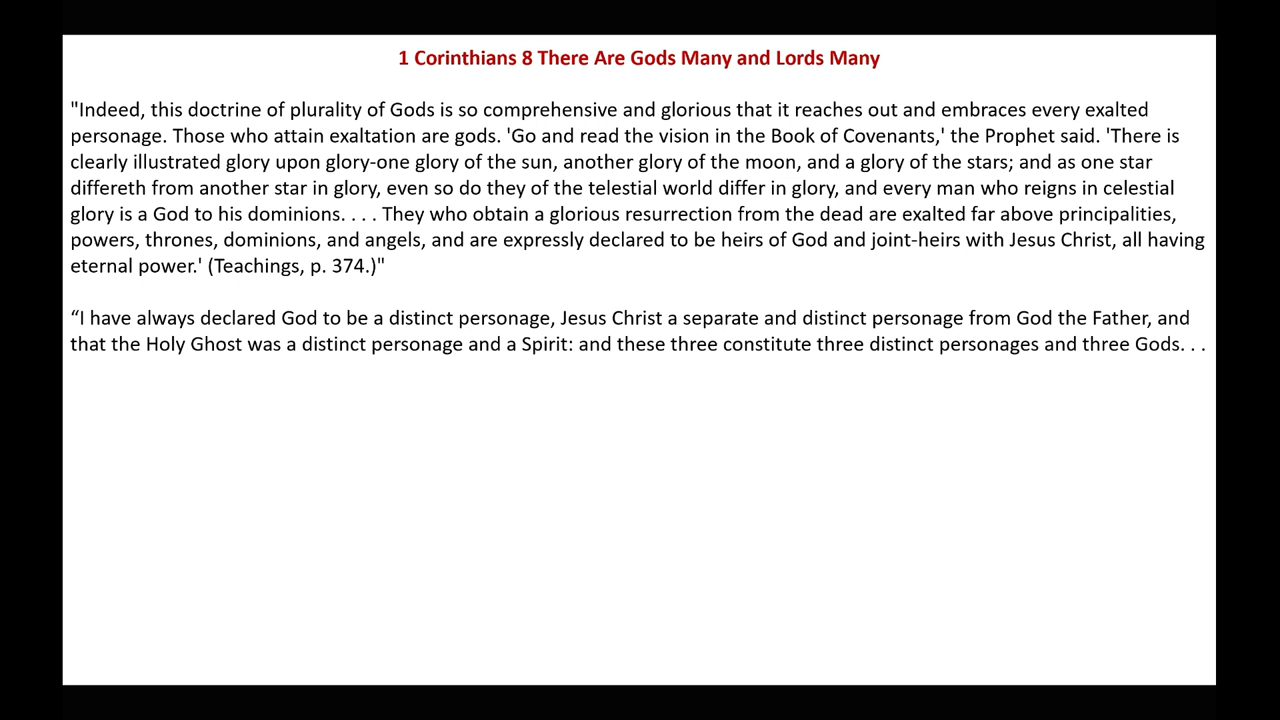 1 Corinthians 8 There Are Gods Many and Lords Many
"Indeed, this doctrine of plurality of Gods is so comprehensive and glorious that it reaches out and embraces every exalted
personage. Those who attain exaltation are gods. 'Go and read the vision in the Book of Covenants,' the Prophet said. 'There is
clearly illustrated glory upon glory-one glory of the sun, another glory of the moon, and a glory of the stars; and as one star
differeth from another star in glory, even so do they of the telestial world differ in glory, and every man who reigns in celestial
glory is a God to his dominions. . . . They who obtain a glorious resurrection from the dead are exalted far above principalities,
powers, thrones, dominions, and angels, and are expressly declared to be heirs of God and joint-heirs with Jesus Christ, all having
eternal power.' (Teachings, p. 374.)"
“I have always declared God to be a distinct personage, Jesus Christ a separate and distinct personage from God the Father, and
that the Holy Ghost was a distinct personage and a Spirit: and these three constitute three distinct personages and three Gods. . .